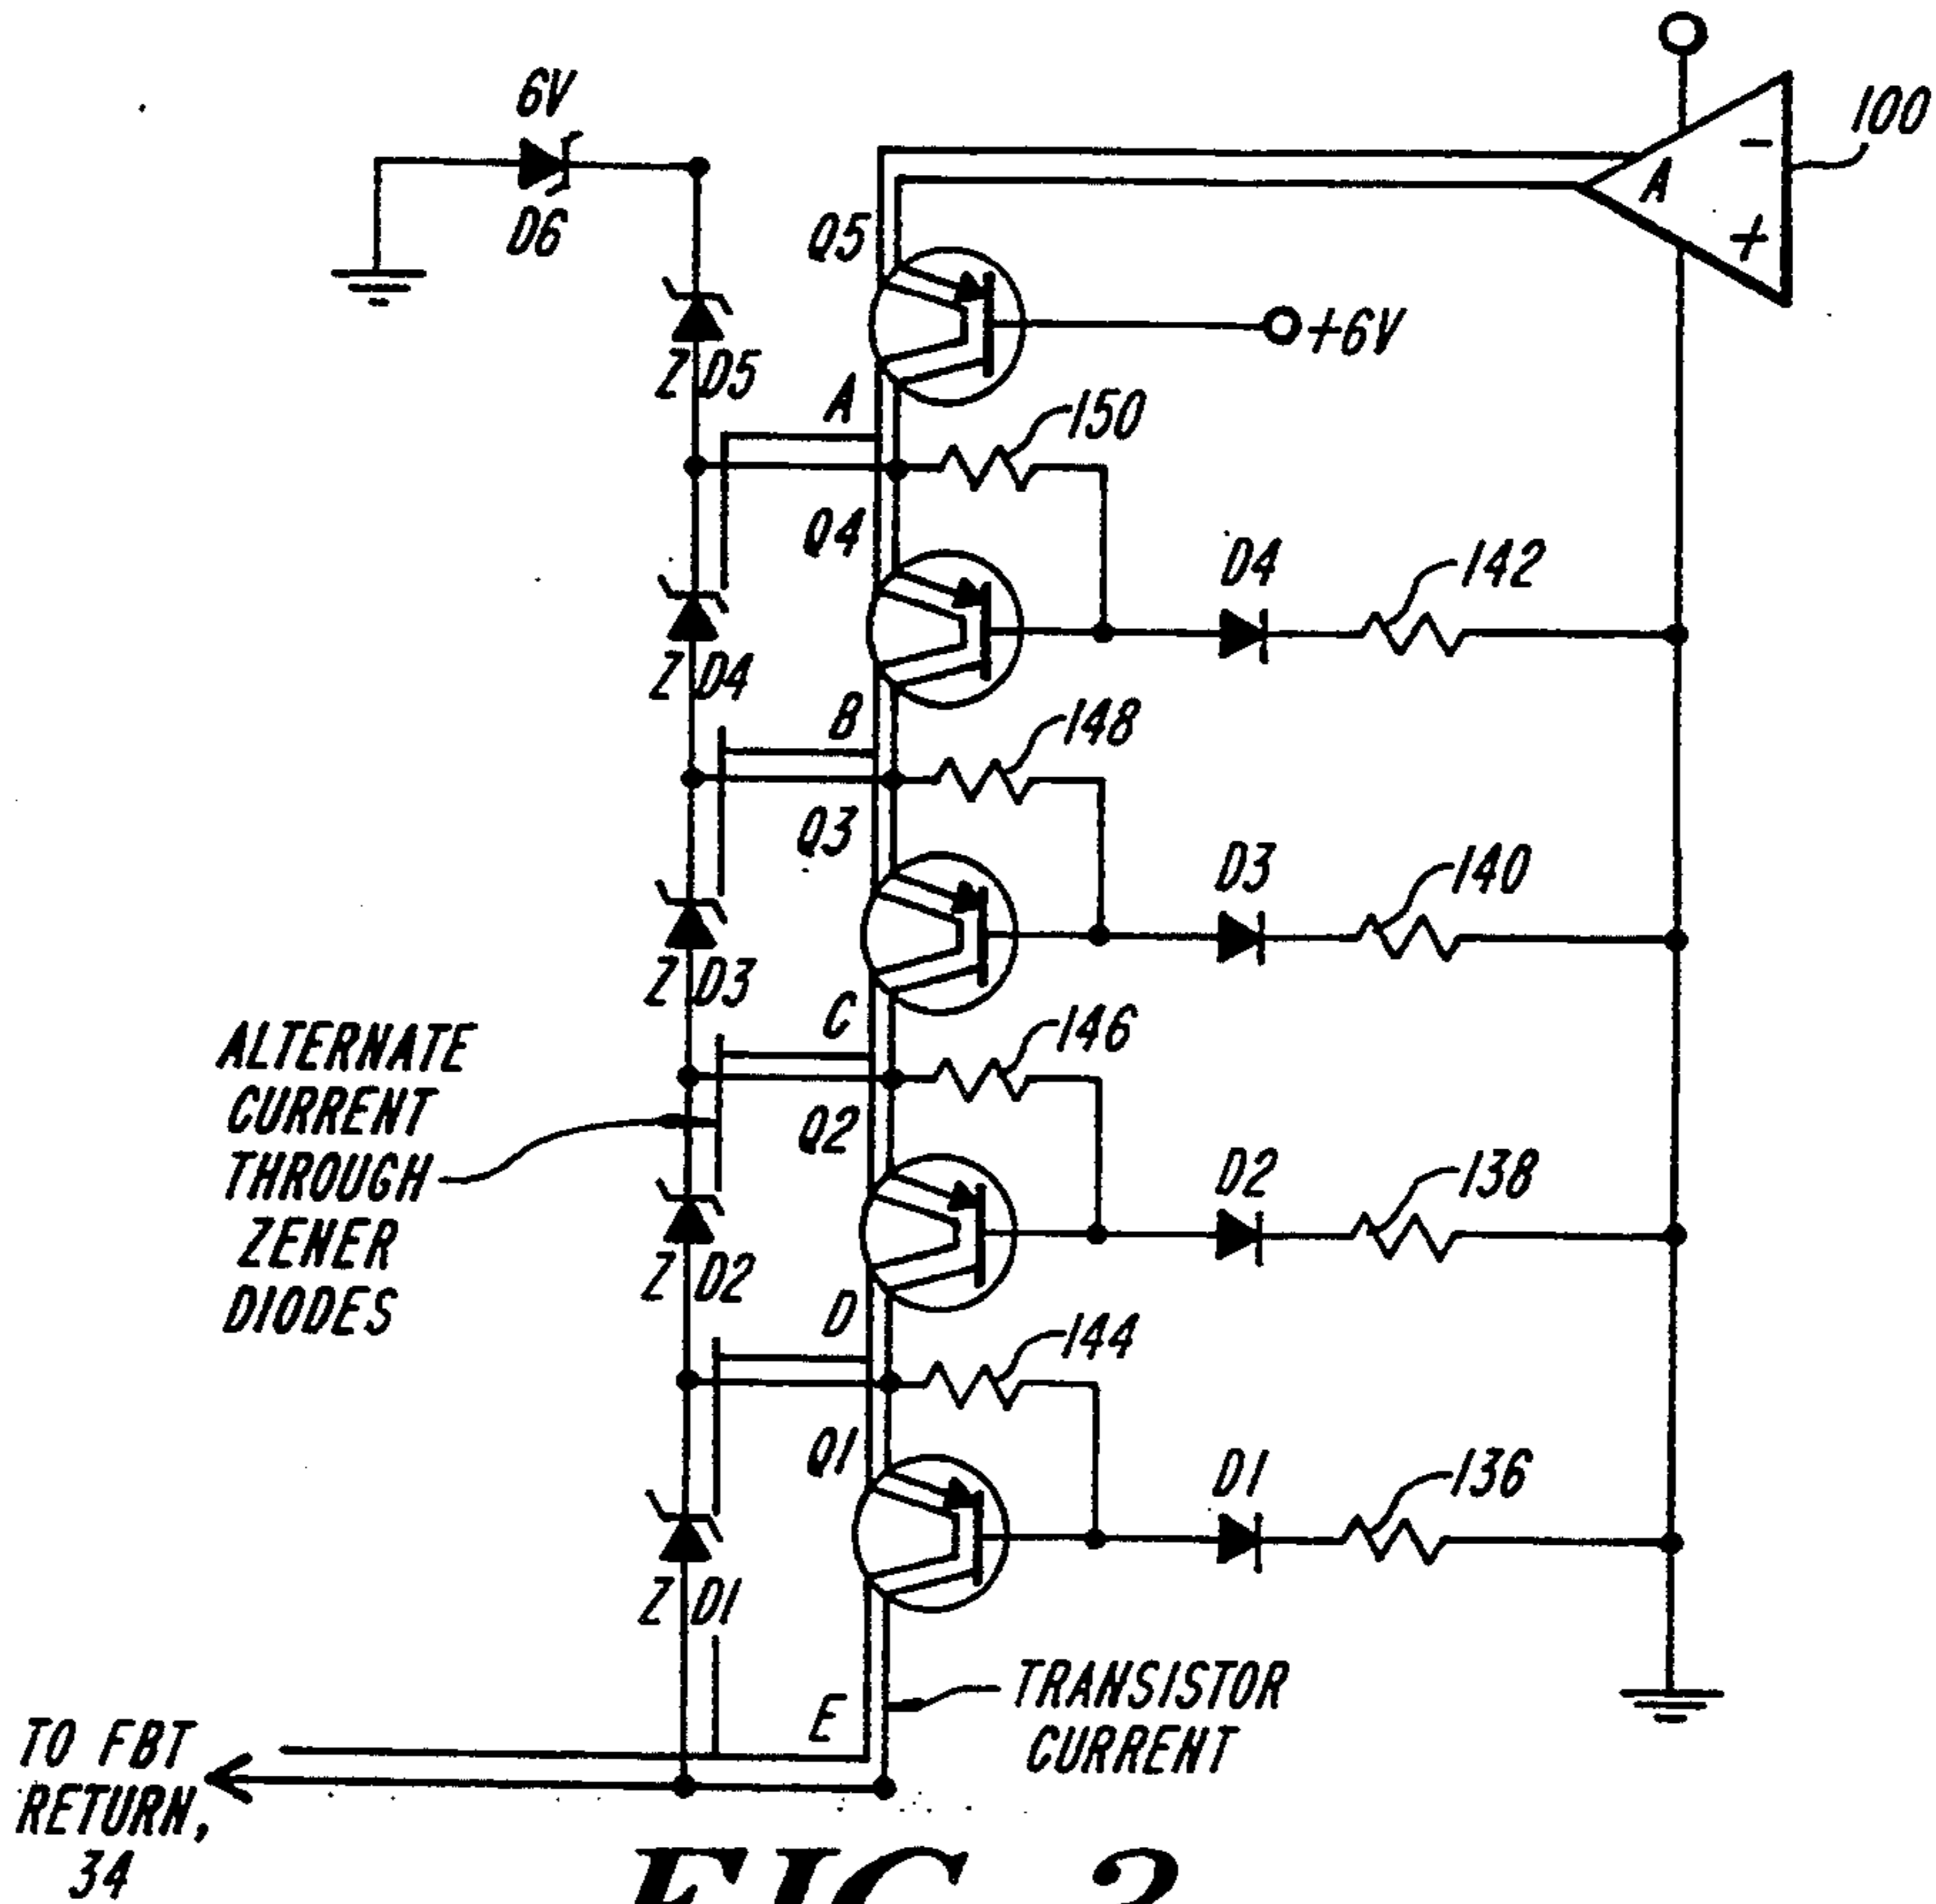 6V
D6
Q5
100
-
A
+
+6V
Z D5
A
150
Q4
D4
142
Z D4
B
148
Q3
D3
140
Z D3
C
146
ALTERNATE
CURRENT
THROUGH
ZENER
DIODES
Q2
D2
138
Z D2
D
144
Q1
D1
136
Z D1
E
TRANSISTOR
CURRENT
TO FBT
RETURN,
34